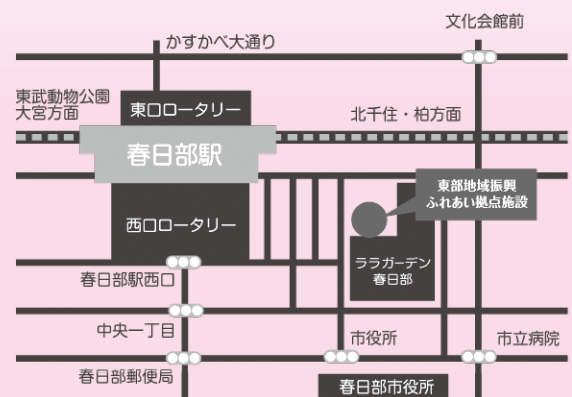 文化会館前
かすかべ大通り
東武動物公園
大宮方面
東口ロータリー
北千住・柏方面
春日部駅
東部地域振興
ふれあい拠点施設
西口ロータリー
ララガーデン
春日部
春日部駅西口
中央一丁目
市役所
市立病院
春日部郵便局
春日部市役所